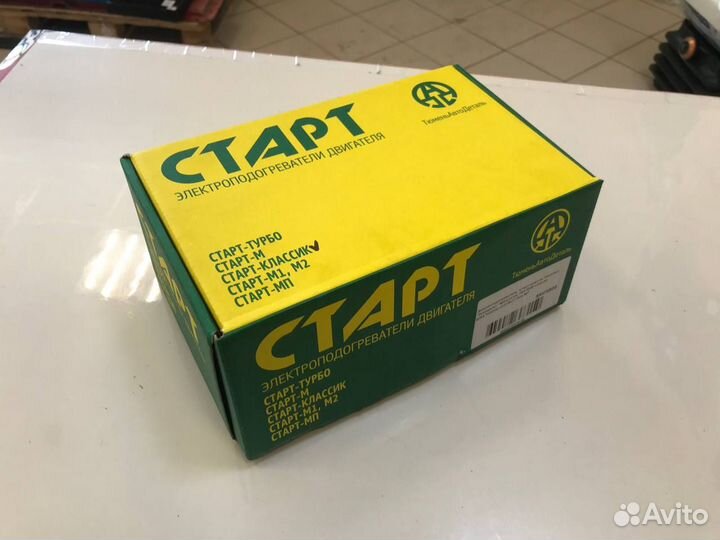 СТАРТ
ЭЛЕКТРОПОДОГРЕВАТЕЛИ ДВИГАТЕЛЯ
ТюменьАвтоДеталь
СТАРТ-ТУРБО
СТАРТ-М
СТАРТ-КЛАССИК
СТАРТ-М1, М2
СТАРТ-МП
СТАРТ
ЭЛЕКТРОПОДОГРЕВАТЕЛИ ДВИГАТЕЛЯ
ТюменьАвтоДеталь
СТАРТ-ТУРБО
СТАРТ-М
СТАРТ-КЛАССИК
СТАРТ-М1, М2
СТАРТ-МП
Avito